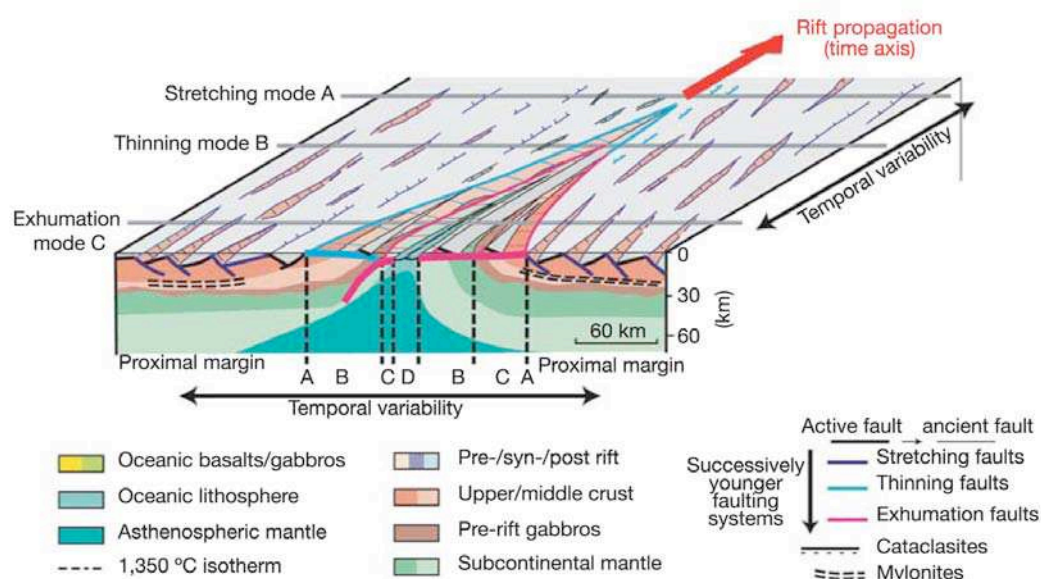 Rift propagation
(time axis)
Stretching mode A
Thinning mode B
Exhumation
mode C
Temporal variability
0
30
60
(km)
60 km
Proximal margin
Proximal margin
A B C D B C A
Temporal variability
Oceanic basalts/gabbros
Oceanic lithosphere
Asthenospheric mantle
1,350 °C isotherm
Pre-/syn-/post rift
Upper/middle crust
Pre-rift gabbros
Subcontinental mantle
Active fault → ancient fault
Successively
younger
faulting
systems
Stretching faults
Thinning faults
Exhumation faults
Cataclasites
Mylonites